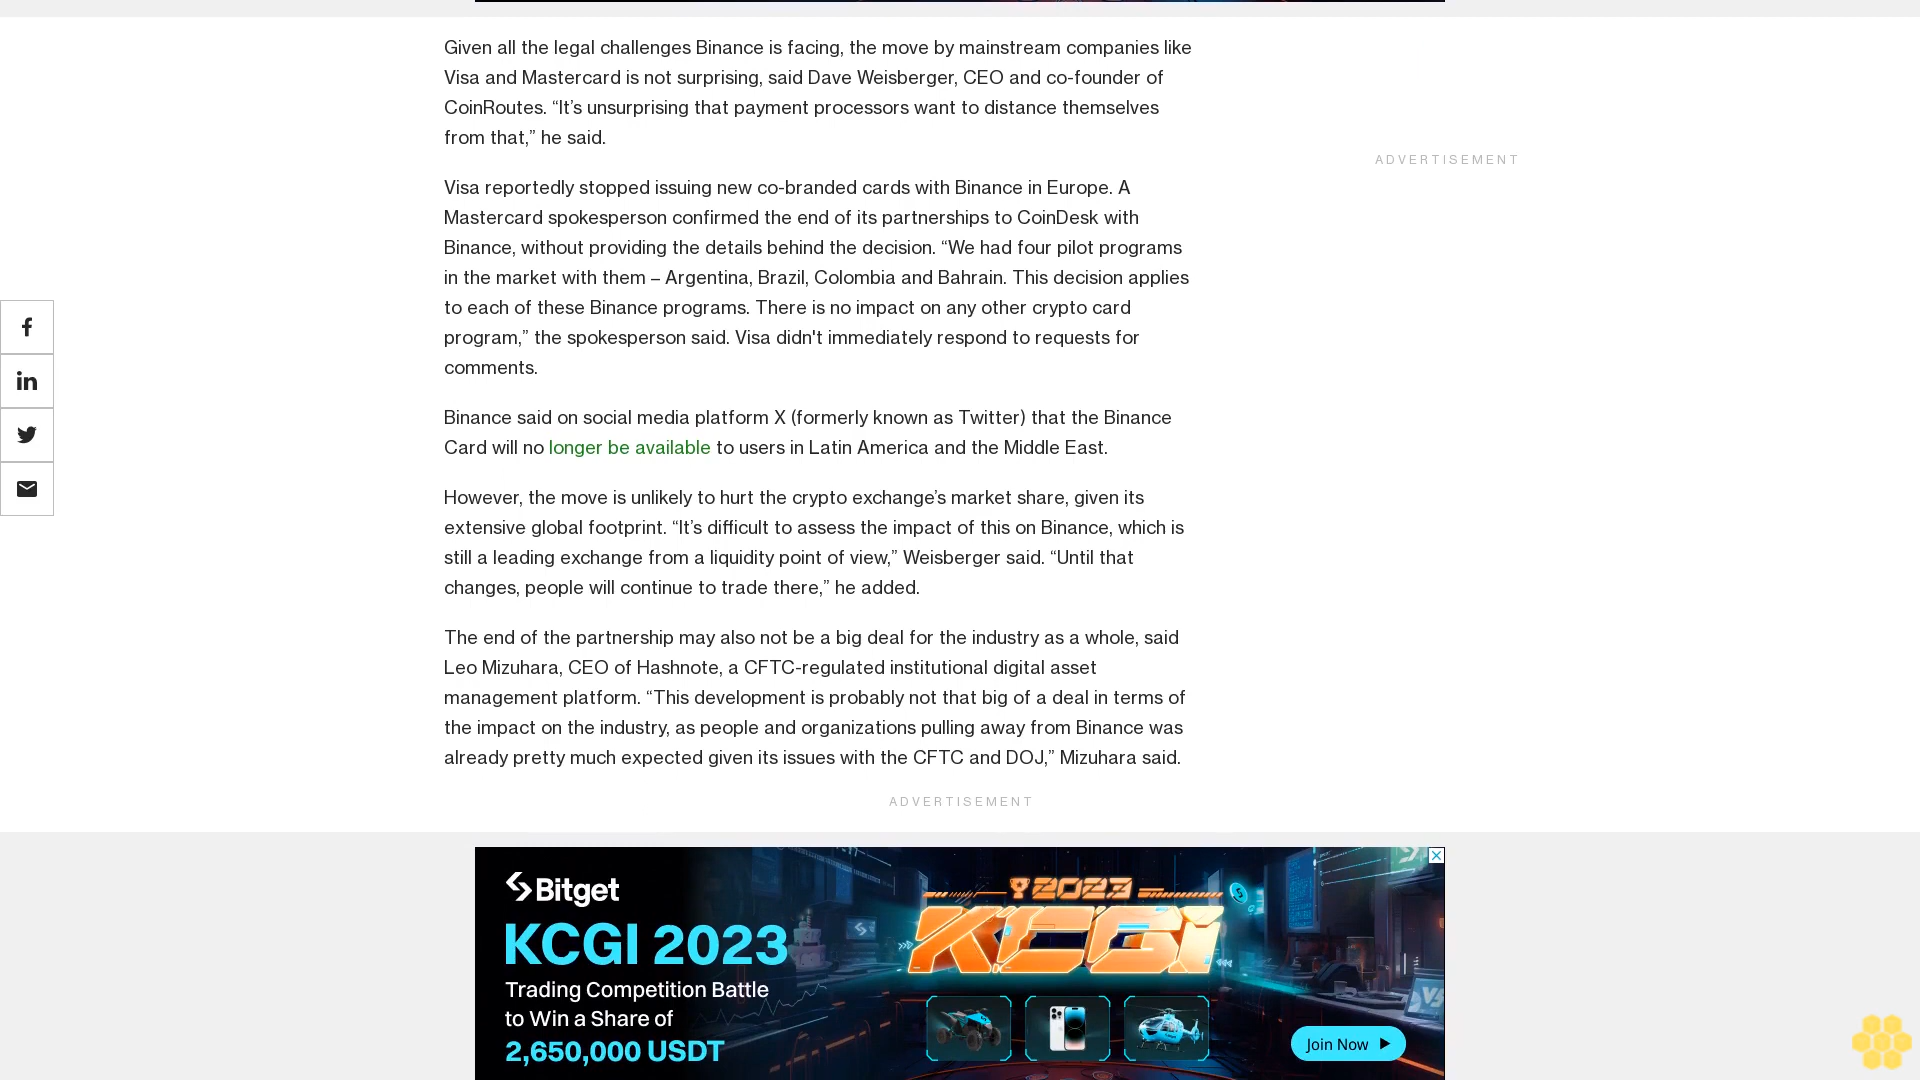 Given all the legal challenges Binance is facing, the move by mainstream companies like
Visa and Mastercard is not surprising, said Dave Weisberger, CEO and co-founder of
CoinRoutes. “It’s unsurprising that payment processors want to distance themselves
from that,” he said.
ADVERTISEMENT
Visa reportedly stopped issuing new co-branded cards with Binance in Europe. A
Mastercard spokesperson confirmed the end of its partnerships to CoinDesk with
Binance, without providing the details behind the decision. “We had four pilot programs
in the market with them – Argentina, Brazil, Colombia and Bahrain. This decision applies
to each of these Binance programs. There is no impact on any other crypto card
program,” the spokesperson said. Visa didn't immediately respond to requests for
comments.
Binance said on social media platform X (formerly known as Twitter) that the Binance
Card will no longer be available to users in Latin America and the Middle East.
However, the move is unlikely to hurt the crypto exchange’s market share, given its
extensive global footprint. “It’s difficult to assess the impact of this on Binance, which is
still a leading exchange from a liquidity point of view,” Weisberger said. “Until that
changes, people will continue to trade there,” he added.
The end of the partnership may also not be a big deal for the industry as a whole, said
Leo Mizuhara, CEO of Hashnote, a CFTC-regulated institutional digital asset
management platform. “This development is probably not that big of a deal in terms of
the impact on the industry, as people and organizations pulling away from Binance was
already pretty much expected given its issues with the CFTC and DOJ,” Mizuhara said.
ADVERTISEMENT
Bitget
KCGI 2023
Trading Competition Battle
to Win a Share of
2,650,000 USDT
2023
KCGI
VS
Join Now